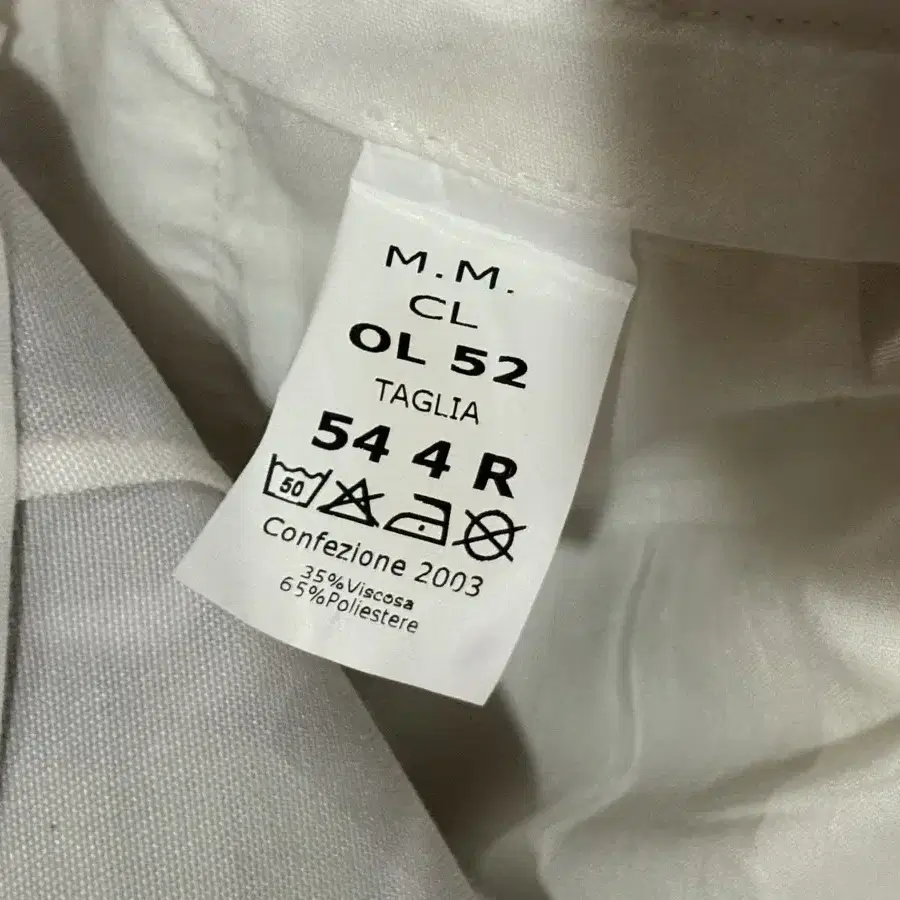 M.M.
CL
OL 52
TAGLIA
54 4 R
50
Confezione 2003
35%Viscosa
65%Poliestere